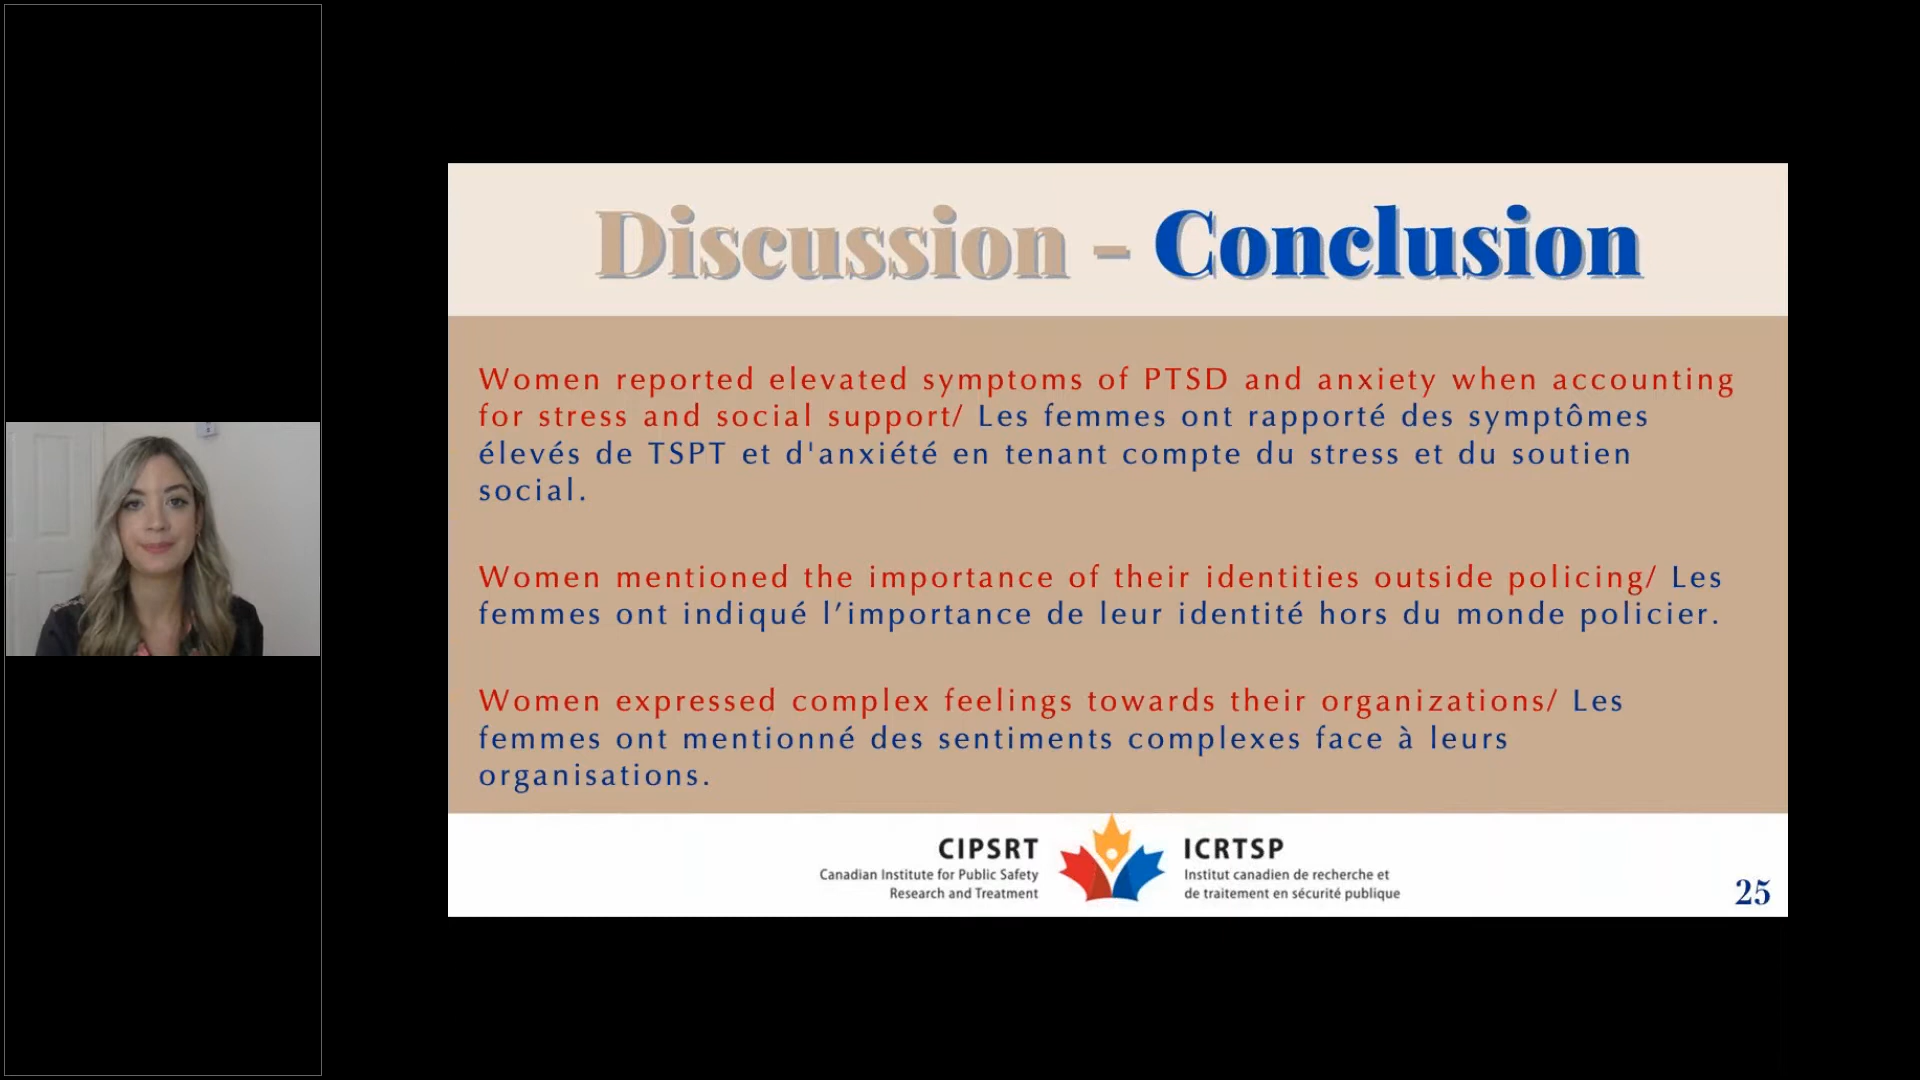 Discussion - Conclusion
Women reported elevated symptoms of PTSD and anxiety when accounting
for stress and social support/ Les femmes ont rapporté des symptômes
élevés de TSPT et d'anxiété en tenant compte du stress et du soutien
social.
Women mentioned the importance of their identities outside policing/ Les
femmes ont indiqué l’importance de leur identité hors du monde policier.
Women expressed complex feelings towards their organizations/ Les
femmes ont mentionné des sentiments complexes face à leurs
organisations.
CIPSRT
Canadian Institute for Public Safety
Research and Treatment
ICRTSP
Institut canadien de recherche et
de traitement en sécurité publique
25